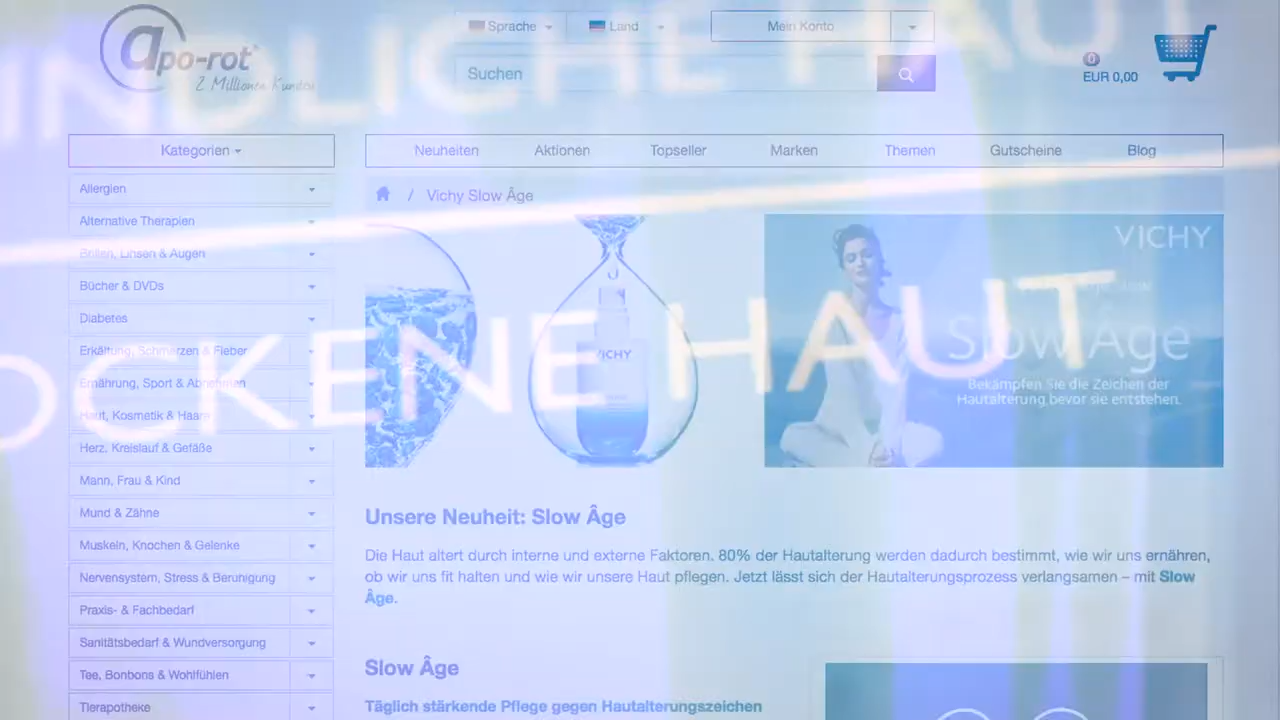 apo-rot
2 Millionen Kunden
Sprache
Land
Mein Konto
Suchen
0
EUR 0,00
HAUT
Kategorien
Neuheiten
Aktionen
Topseller
Marken
Themen
Gutscheine
Blog
/ Vichy Slow Âge
Allergien
Alternative Therapien
Brillen, Linsen & Augen
Bücher & DVDs
Diabetes
Erkältung, Schmerzen & Fieber
Ernährung, Sport & Abnehmen
Haut, Kosmetik & Haare
Herz, Kreislauf & Gefäße
Mann, Frau & Kind
Mund & Zähne
Muskeln, Knochen & Gelenke
Nervensystem, Stress & Beruhigung
Praxis- & Fachbedarf
Sanitätsbedarf & Wundversorgung
Tee, Bonbons & Wohlfühlen
Tierapotheke
VICHY
VICHY
Slow Âge
Bekämpfen Sie die Zeichen der
Hautalterung,bevor sie entstehen.
OCKENE HAUT
Unsere Neuheit: Slow Âge
Die Haut altert durch interne und externe Faktoren. 80% der Hautalterung werden dadurch bestimmt, wie wir uns ernähren,
ob wir uns fit halten und wie wir unsere Haut pflegen. Jetzt lässt sich der Hautalterungsprozess verlangsamen – mit Slow
Âge.
Slow Âge
Täglich stärkende Pflege gegen Hautalterungszeichen